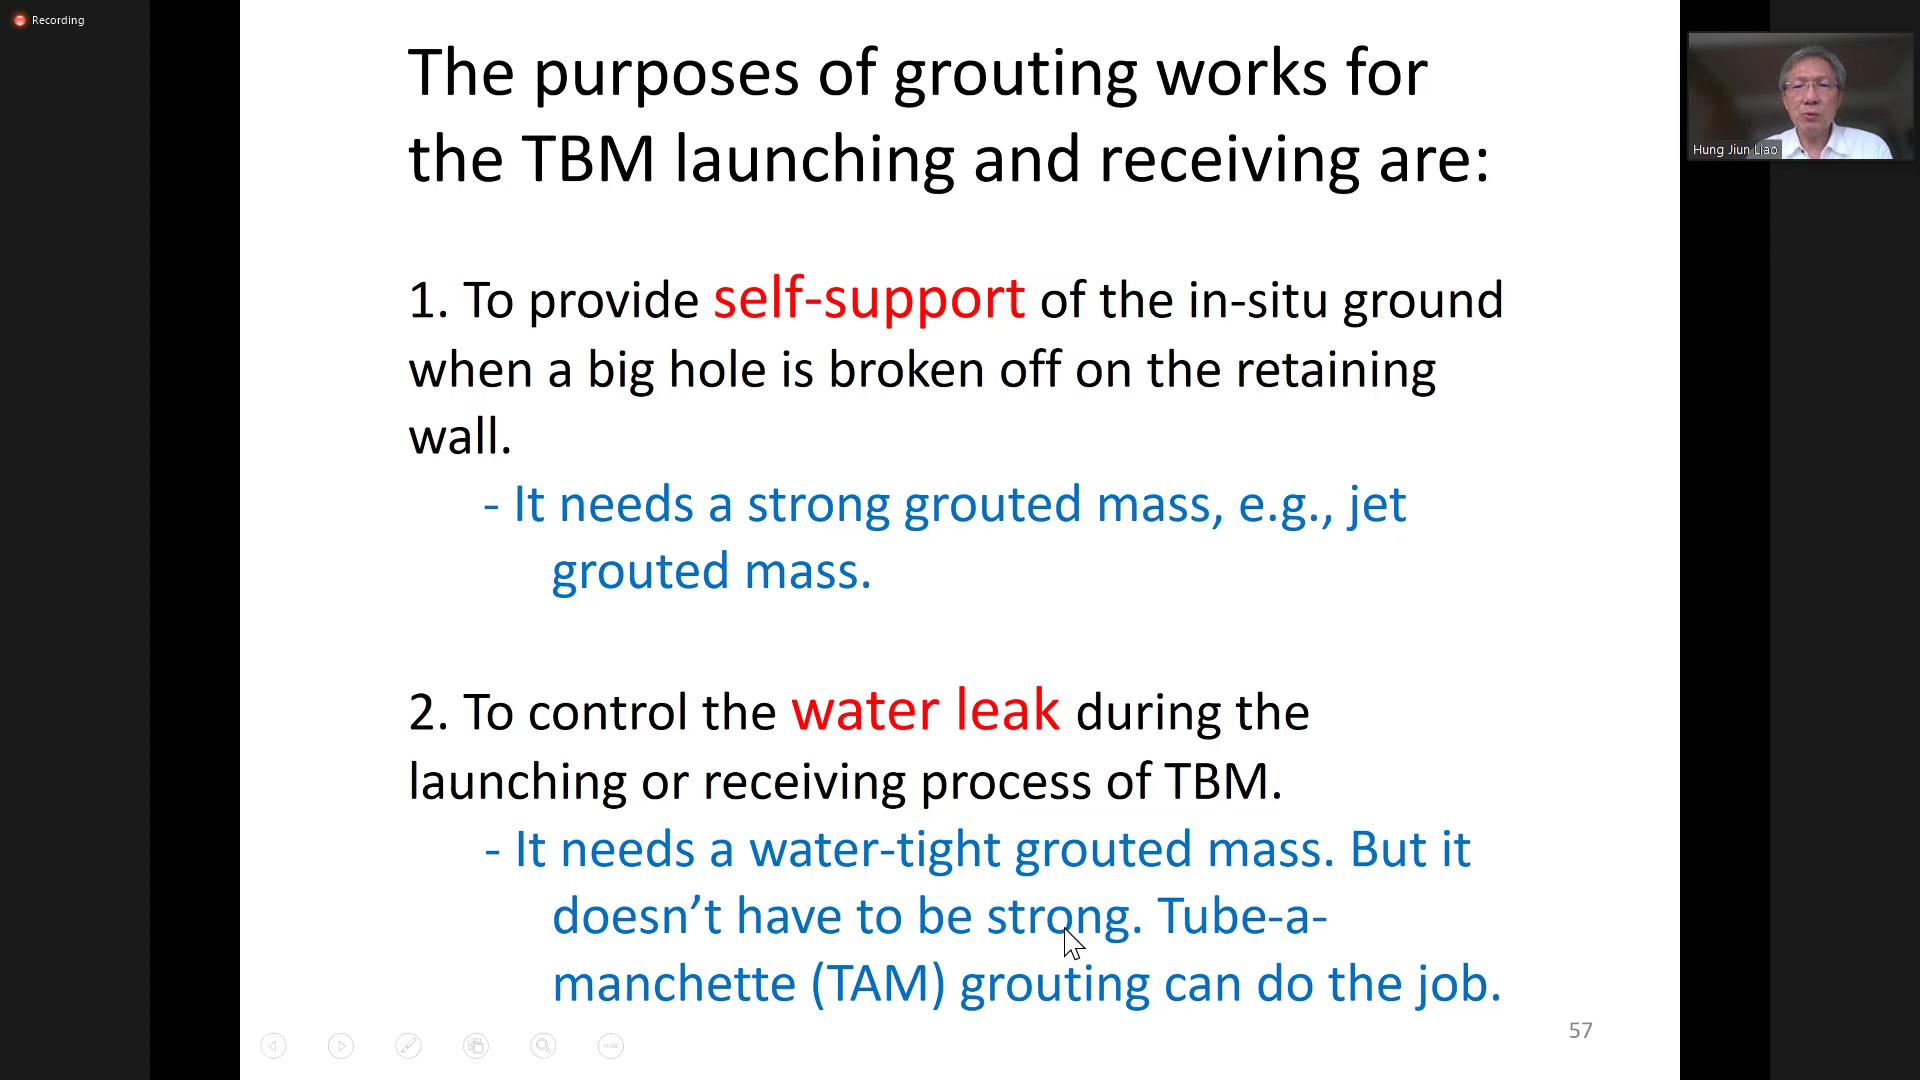 Recording
The purposes of grouting works for
the TBM launching and receiving are:
Hung Jiun Liao
1. To provide self-support of the in-situ ground
when a big hole is broken off on the retaining
wall.
- It needs a strong grouted mass, e.g., jet
grouted mass.
2. To control the water leak during the
launching or receiving process of TBM.
- It needs a water-tight grouted mass. But it
doesn’t have to be strong. Tube-a-
manchette (TAM) grouting can do the job.
57